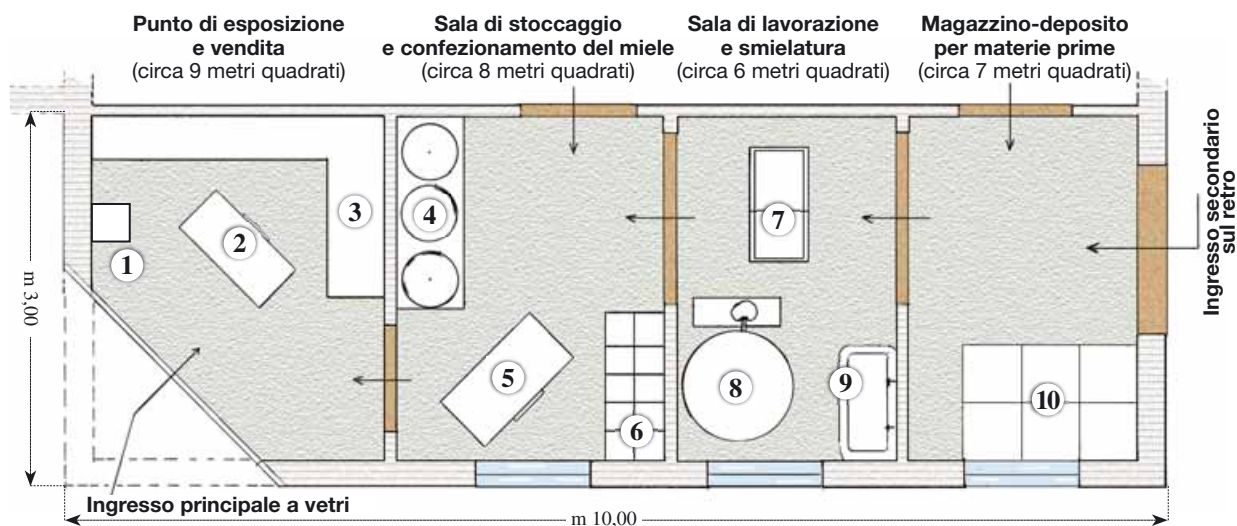 Punto di esposizione
e vendita
(circa 9 metri quadrati)
Sala di stoccaggio
e confezionamento del miele
(circa 8 metri quadrati)
Sala di lavorazione
e smielatura
(circa 6 metri quadrati)
Magazzino-deposito
per materie prime
(circa 7 metri quadrati)
1
2
3
4
5
6
7
8
9
10
Ingresso secondario
sul retro
m 3,00
Ingresso principale a vetri
m 10,00